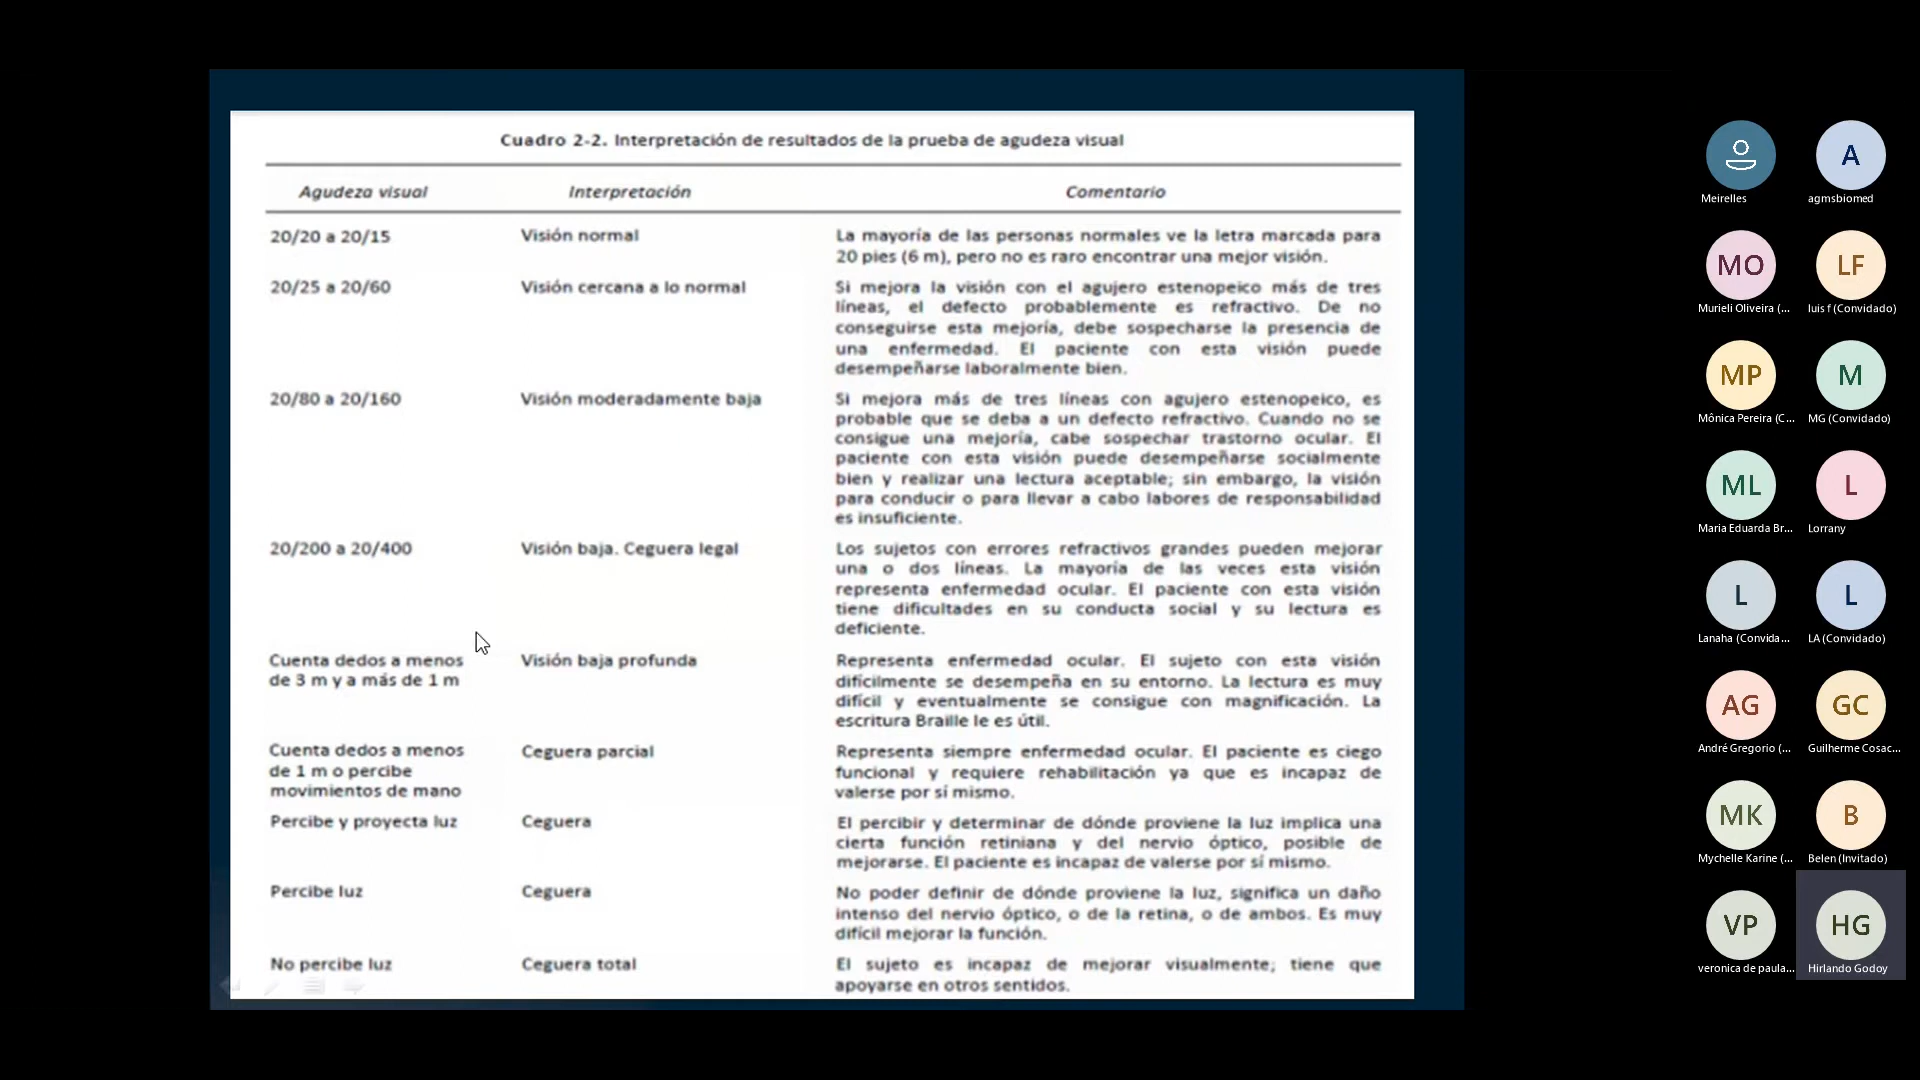 Cuadro 2-2. Interpretación de resultados de la prueba de agudeza visual
Agudeza visual Interpretación Comentario
20/20 a 20/15 Visión normal La mayoría de las personas normales ve la letra marcada para
20 pies (6 m), pero no es raro encontrar una mejor visión.
20/25 a 20/60 Visión cercana a lo normal Si mejora la visión con el agujero estenopeico más de tres
líneas, el defecto probablemente es refractivo. De no
conseguirse esta mejoría, debe sospecharse la presencia de
una enfermedad. El paciente con esta visión puede
desempeñarse laboralmente bien.
20/80 a 20/160 Visión moderadamente baja Si mejora más de tres líneas con agujero estenopeico, es
probable que se deba a un defecto refractivo. Cuando no se
consigue una mejoría, cabe sospechar trastorno ocular. El
paciente con esta visión puede desempeñarse socialmente
bien y realizar una lectura aceptable; sin embargo, la visión
para conducir o para llevar a cabo labores de responsabilidad
es insuficiente.
20/200 a 20/400 Visión baja. Ceguera legal Los sujetos con errores refractivos grandes pueden mejorar
una o dos líneas. La mayoría de las veces esta visión
representa enfermedad ocular. El paciente con esta visión
tiene dificultades en su conducta social y su lectura es
deficiente.
Cuenta dedos a menos Visión baja profunda Representa enfermedad ocular. El sujeto con esta visión
de 3 m y a más de 1 m difícilmente se desempeña en su entorno. La lectura es muy
difícil y eventualmente se consigue con magnificación. La
escritura Braille le es útil.
Cuenta dedos a menos Ceguera parcial Representa siempre enfermedad ocular. El paciente es ciego
de 1 m o percibe funcional y requiere rehabilitación ya que es incapaz de
movimientos de mano valerse por sí mismo.
Percibe y proyecta luz Ceguera El percibir y determinar de dónde proviene la luz implica una
cierta función retiniana y del nervio óptico, posible de
mejorarse. El paciente es incapaz de valerse por sí mismo.
Percibe luz Ceguera No poder definir de dónde proviene la luz, significa un daño
intenso del nervio óptico, o de la retina, o de ambos. Es muy
difícil mejorar la función.
No percibe luz Ceguera total El sujeto es incapaz de mejorar visualmente; tiene que
apoyarse en otros sentidos.
A
Meirelles agmsbiomed
MO LF
Murieli Oliveira (... luis f (Convidado)
MP M
Mônica Pereira (C... MG (Convidado)
ML L
Maria Eduarda Br... Lorrany
L L
Lanaha (Convida... LA (Convidado)
AG GC
André Gregorio (... Guilherme Cosac...
MK B
Mychelle Karine (... Belen (Invitado)
VP HG
veronica de paula... Hirlando Godoy